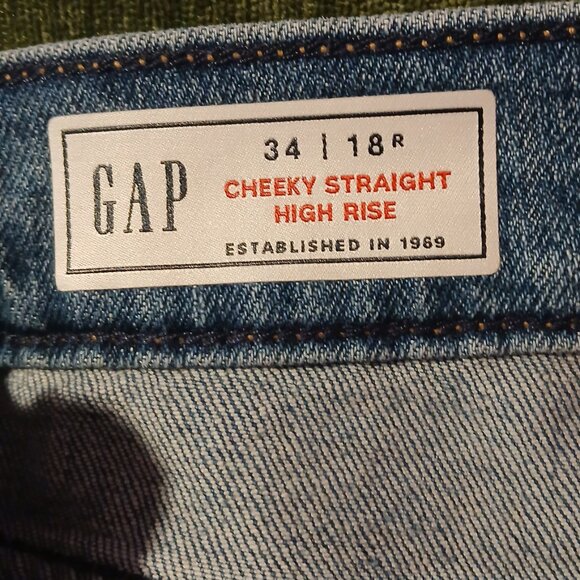 GAP
34 | 18R
CHEEKY STRAIGHT
HIGH RISE
ESTABLISHED IN 1969